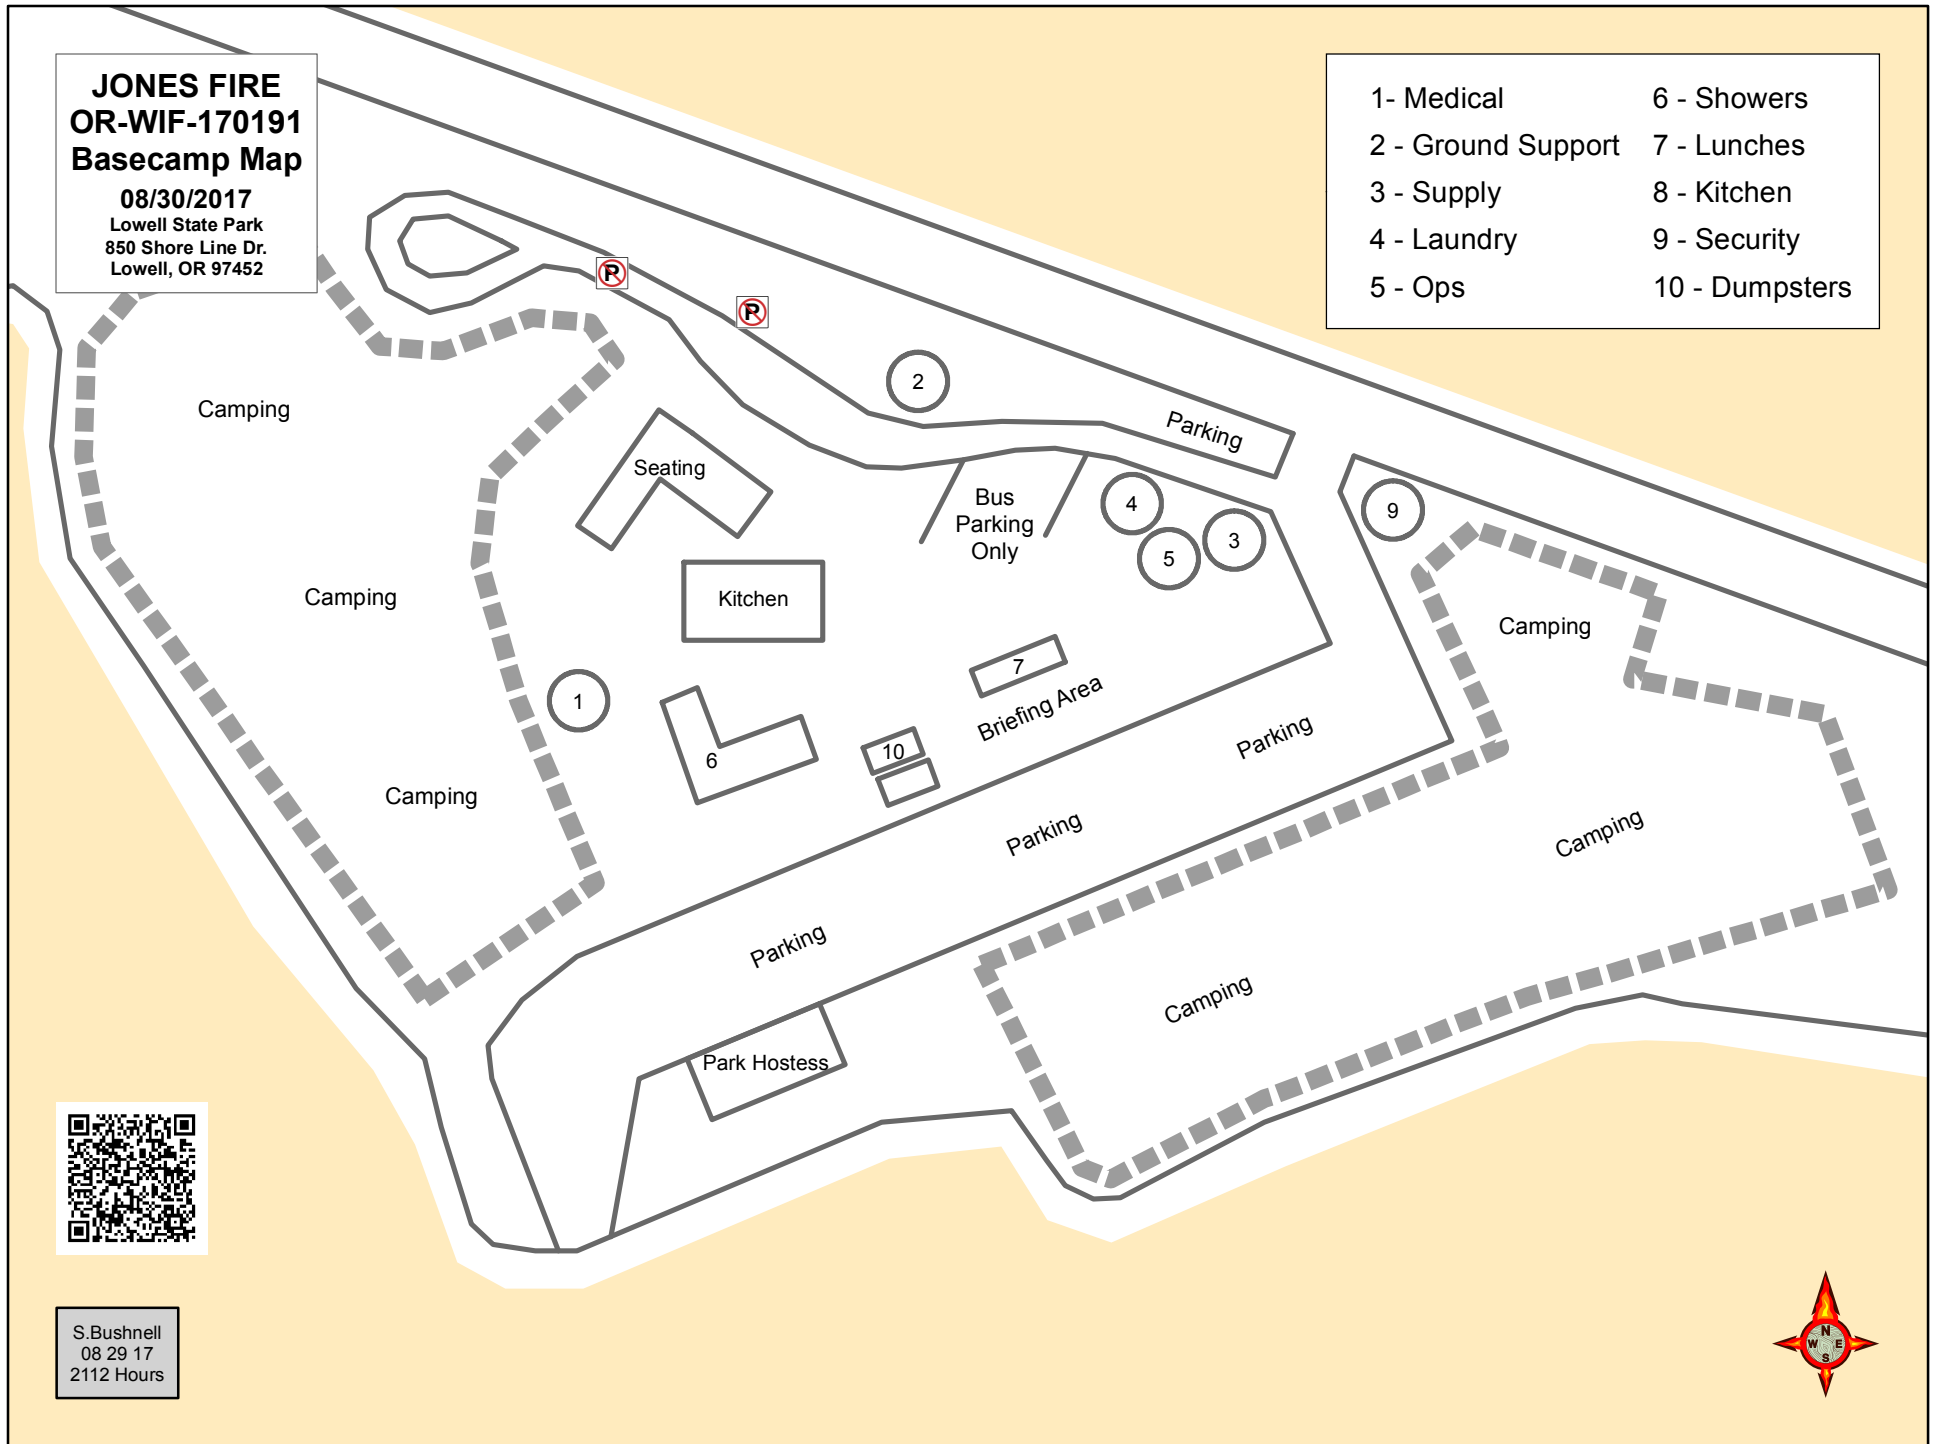 JONES FIRE
OR-WIF-170191
Basecamp Map
08/30/2017
Lowell State Park
850 Shore Line Dr.
Lowell, OR 97452
1- Medical
2 - Ground Support
3 - Supply
4 - Laundry
5 - Ops
6 - Showers
7 - Lunches
8 - Kitchen
9 - Security
10 - Dumpsters
P
P
2
Parking
Camping
Seating
Bus
Parking
Only
4
5
3
9
Camping
Kitchen
Camping
7
Briefing Area
1
6
10
Parking
Camping
Parking
Camping
Parking
Camping
Park Hostess
S.Bushnell
08 29 17
2112 Hours
N
W E
S